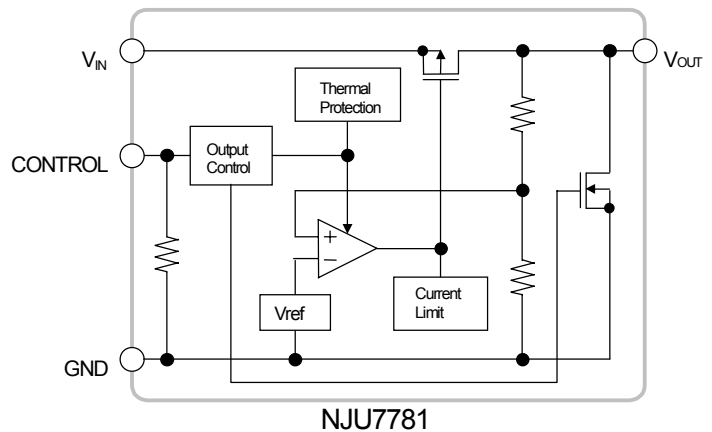 VIN
VOUT
Thermal
Protection
CONTROL
Output
Control
+
−
Vref
Current
Limit
GND
NJU7781